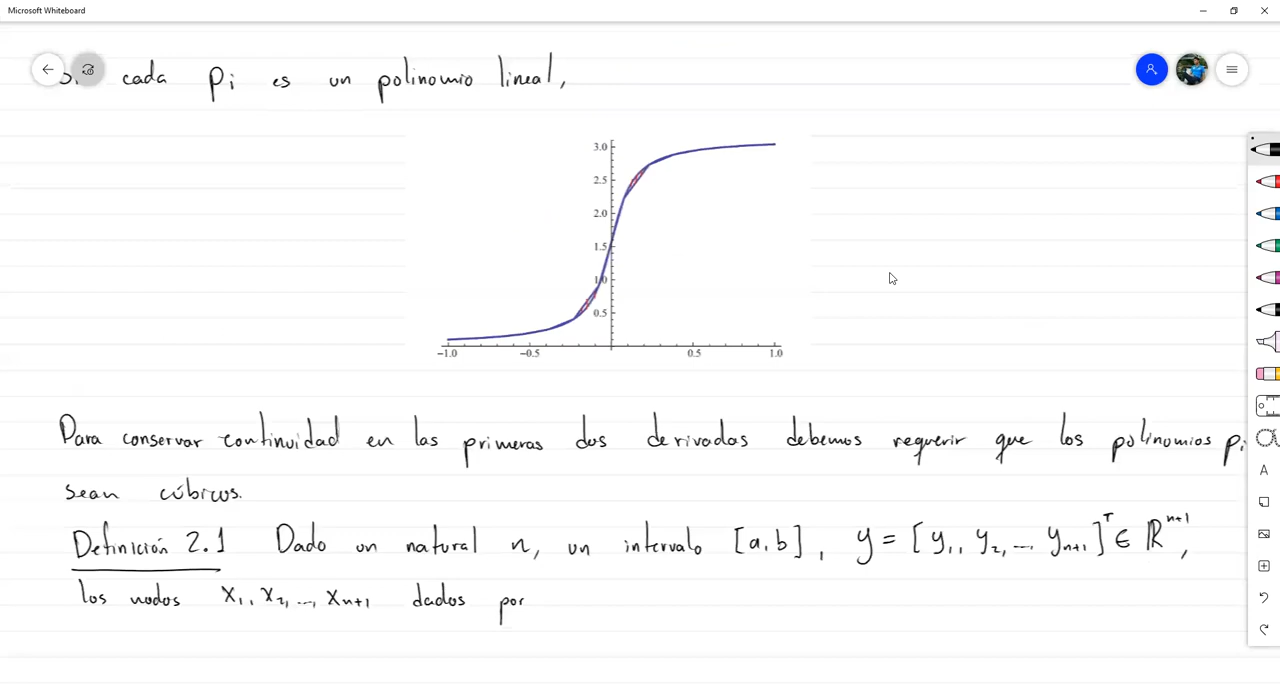 Microsoft Whiteboard
cada pi es un polinomio lineal,
3.0
2.5
2.0
1.5
1.0
0.5
-1.0 -0.5 0.5 1.0
Para conservar continuidad en las primeras dos derivadas debemos requerir que los polinomios pi
sean cúbicos.
Definición 2.1 Dado un natural n, un intervalo [a,b], y = [y1, y2, ... yn+1]^T ∈ ℝ^n+1,
los nodos x1, x2, ..., xn+1 dados por
A